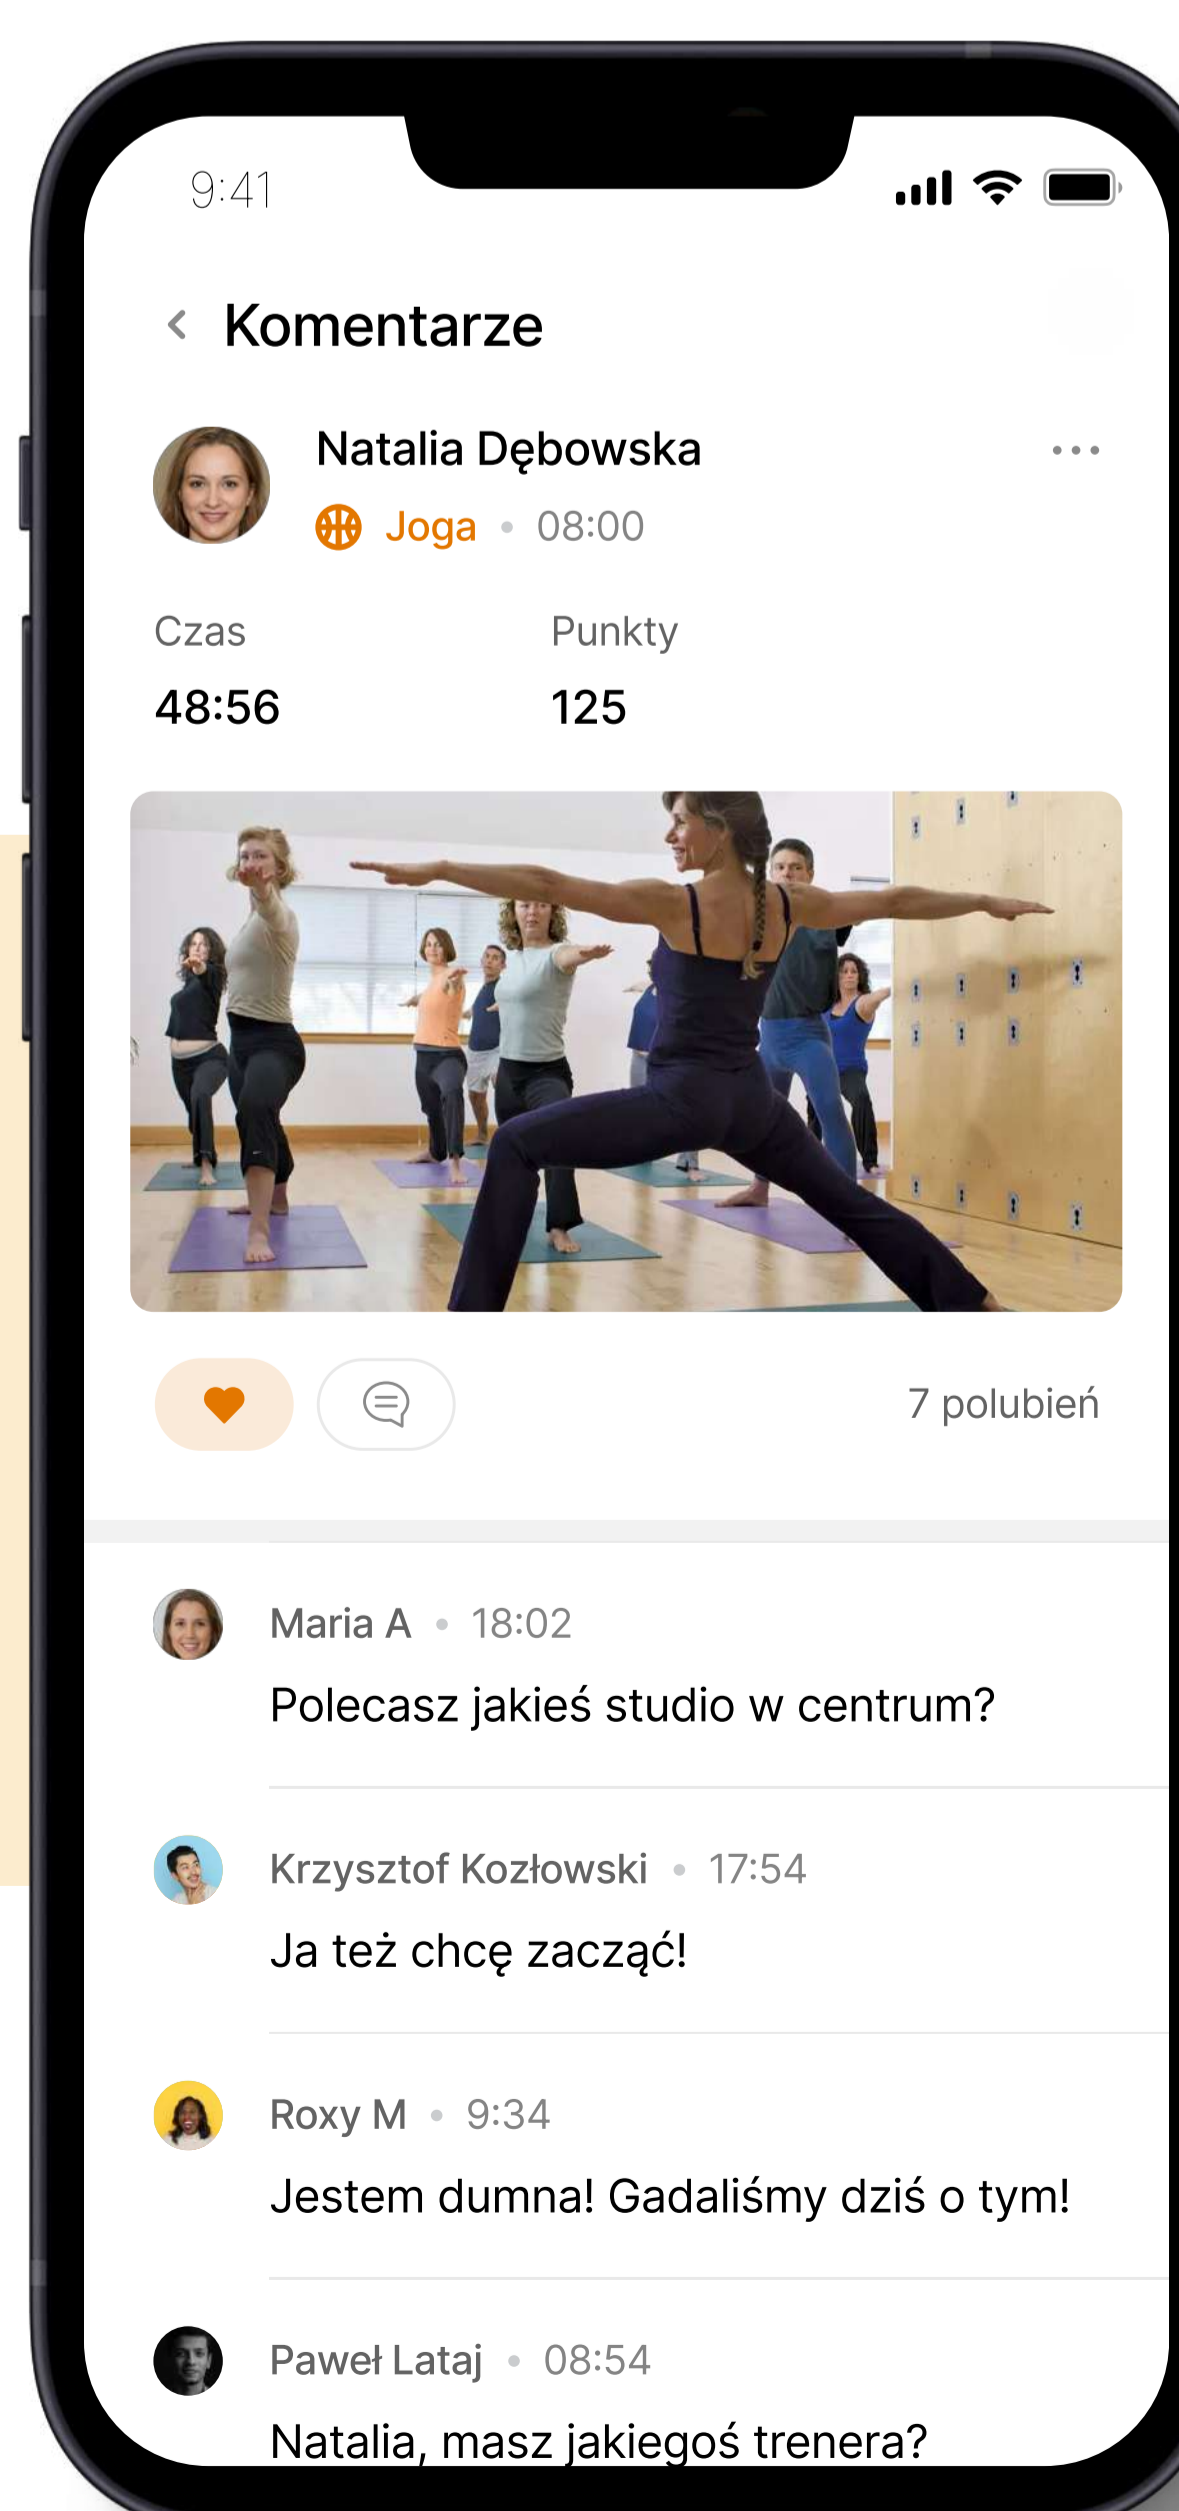 9:41
Komentarze
Natalia Dębowska
Joga • 08:00
Czas Punkty
48:56 125
7 polubień
Maria A • 18:02
Polecasz jakieś studio w centrum?
Krzysztof Kozłowski • 17:54
Ja też chcę zacząć!
Roxy M • 9:34
Jestem dumna! Gadaliśmy dziś o tym!
Paweł Lataj • 08:54
Natalia, masz jakiegoś trenera?